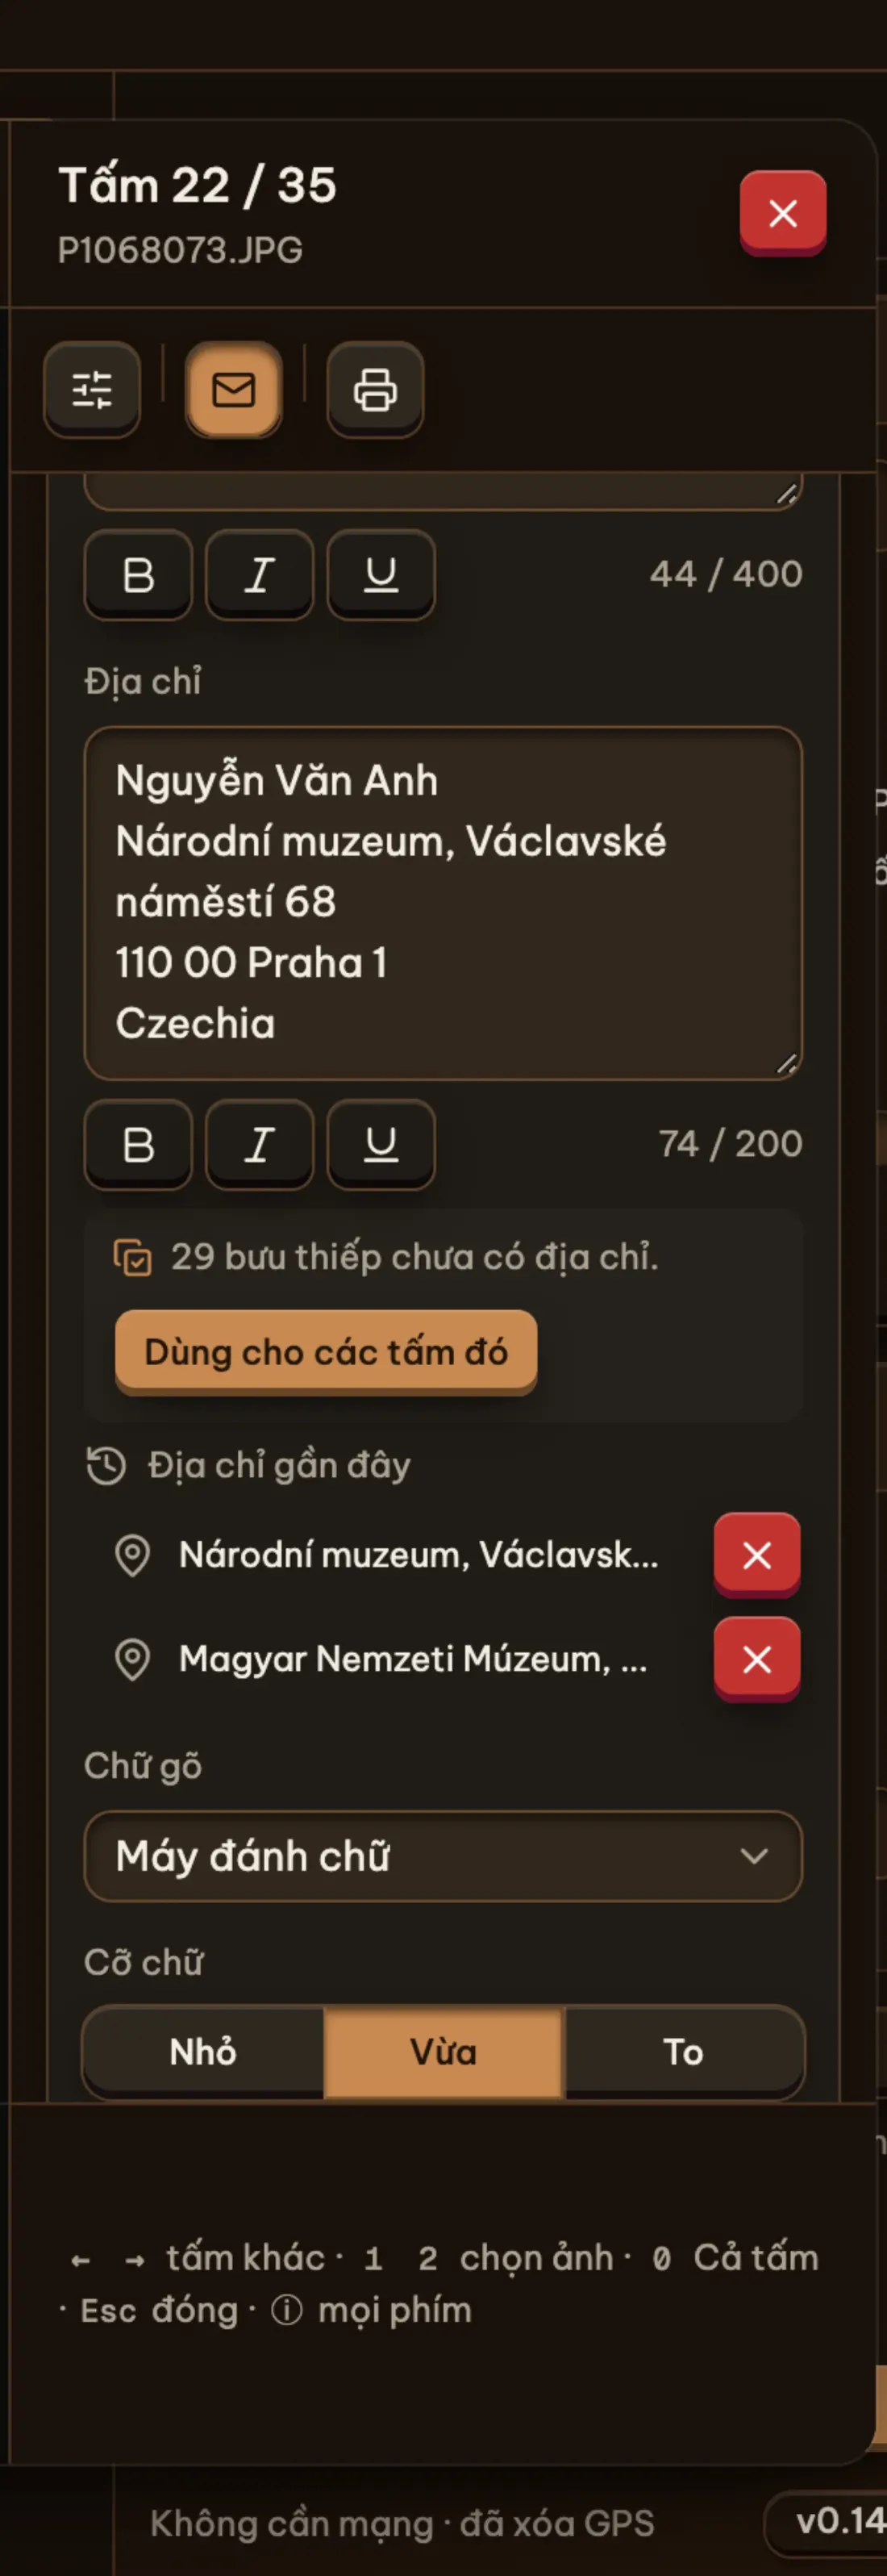 Tấm 22 / 35
P1068073.JPG
B I U 44 / 400
Địa chỉ
Nguyễn Văn Anh
Národní muzeum, Václavské
náměstí 68
110 00 Praha 1
Czechia
B I U 74 / 200
29 bưu thiếp chưa có địa chỉ.
Dùng cho các tấm đó
Địa chỉ gần đây
Národní muzeum, Václavsk...
Magyar Nemzeti Múzeum, ...
Chữ gõ
Máy đánh chữ
Cỡ chữ
Nhỏ Vừa To
← → tấm khác · 1 2 chọn ảnh · 0 Cả tấm
· Esc đóng · ⓘ mọi phím
Không cần mạng · đã xóa GPS v0.14